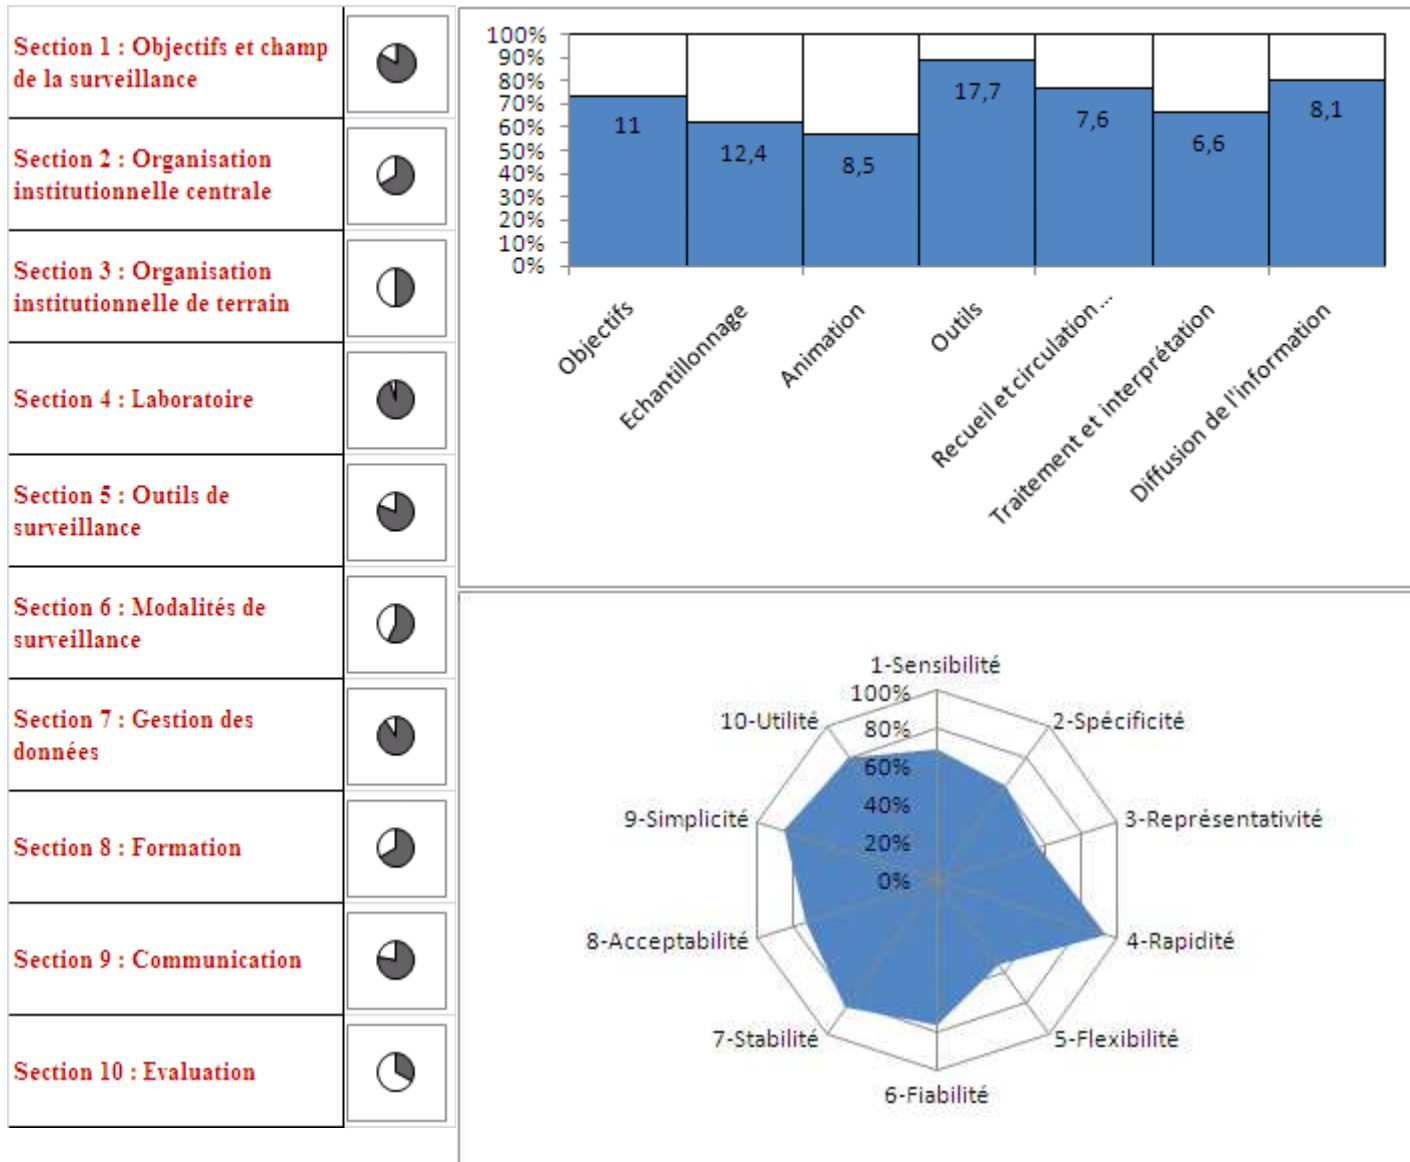 Section 1 : Objectifs et champ
de la surveillance
Section 2 : Organisation
institutionnelle centrale
Section 3 : Organisation
institutionnelle de terrain
Section 4 : Laboratoire
Section 5 : Outils de
surveillance
Section 6 : Modalités de
surveillance
Section 7 : Gestion des
données
Section 8 : Formation
Section 9 : Communication
Section 10 : Evaluation
100%
90%
80%
70%
60%
50%
40%
30%
20%
10%
0%
11
12,4
8,5
17,7
7,6
6,6
8,1
Objectifs
Echantillonnage
Animation
Outils
Recueil et circulation...
Traitement et interprétation
Diffusion de l'information
1-Sensibilité
2-Spécificité
3-Représentativité
4-Rapidité
5-Flexibilité
6-Fiabilité
7-Stabilité
8-Acceptabilité
9-Simplicité
10-Utilité
100%
80%
60%
40%
20%
0%